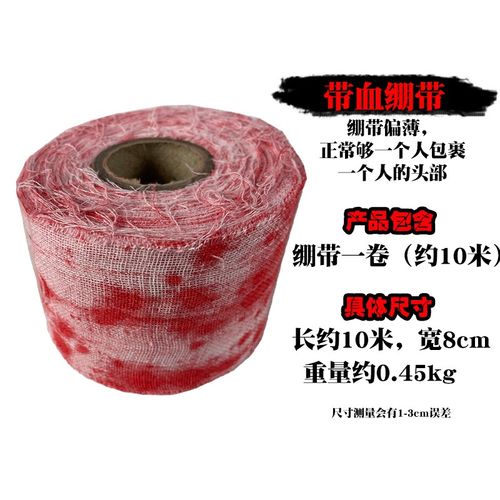 带血绷带
绷带偏薄，
正常够一个人包裹
一个人的头部
产品包含
绷带一卷（约10米）
具体尺寸
长约10米，宽8cm
重量约0.45kg
尺寸测量会有1-3cm误差